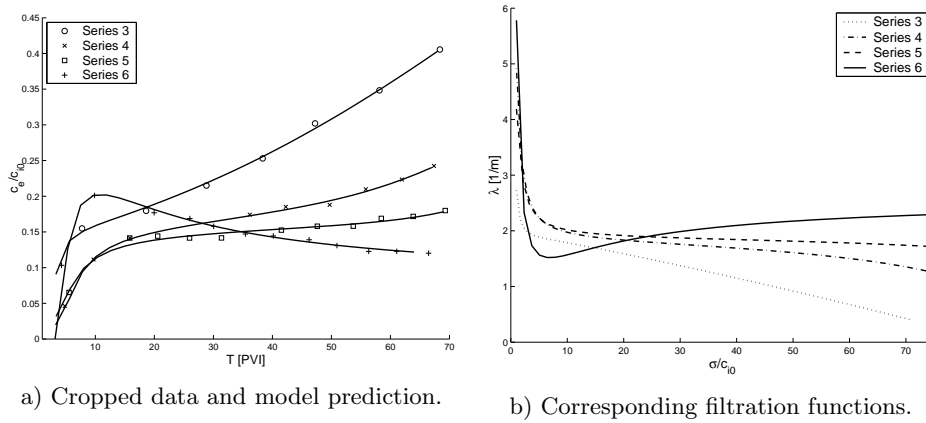 0.45
0.4
0.35
0.3
0.25
0.2
0.15
0.1
0.05
0
c_e/c_i0
10 20 30 40 50 60 70
T [PVI]
Series 3
Series 4
Series 5
Series 6
a) Cropped data and model prediction.
6
5
4
3
2
1
0
λ [1/m]
0 10 20 30 40 50 60 70
σ/c_i0
Series 3
Series 4
Series 5
Series 6
b) Corresponding filtration functions.